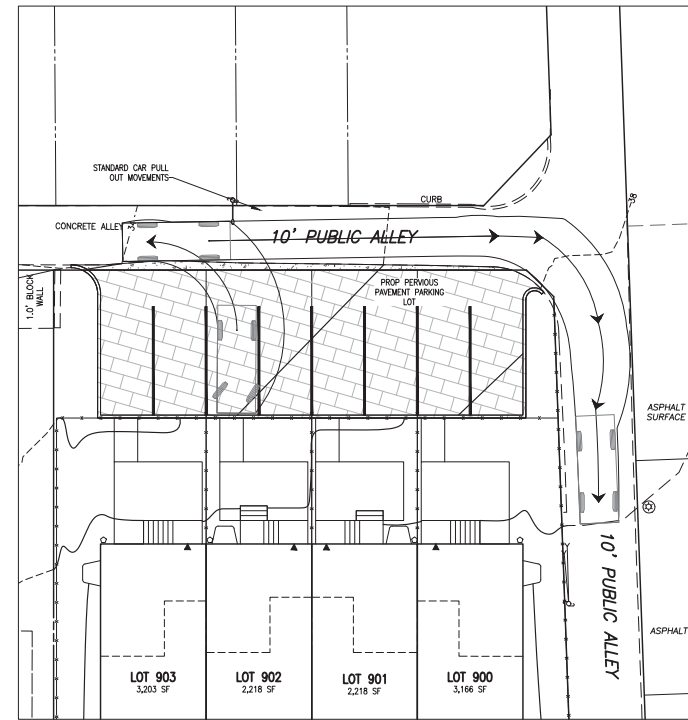 STANDARD CAR PULL
OUT MOVEMENTS
CURB
38
CONCRETE ALLEY
10' PUBLIC ALLEY
1.0' BLOCK
WALL
PROP PERVIOUS
PAVEMENT PARKING
LOT
ASPHALT
SURFACE
10' PUBLIC ALLEY
ASPHALT
LOT 903
3,203 SF
LOT 902
2,218 SF
LOT 901
2,218 SF
LOT 900
3,166 SF